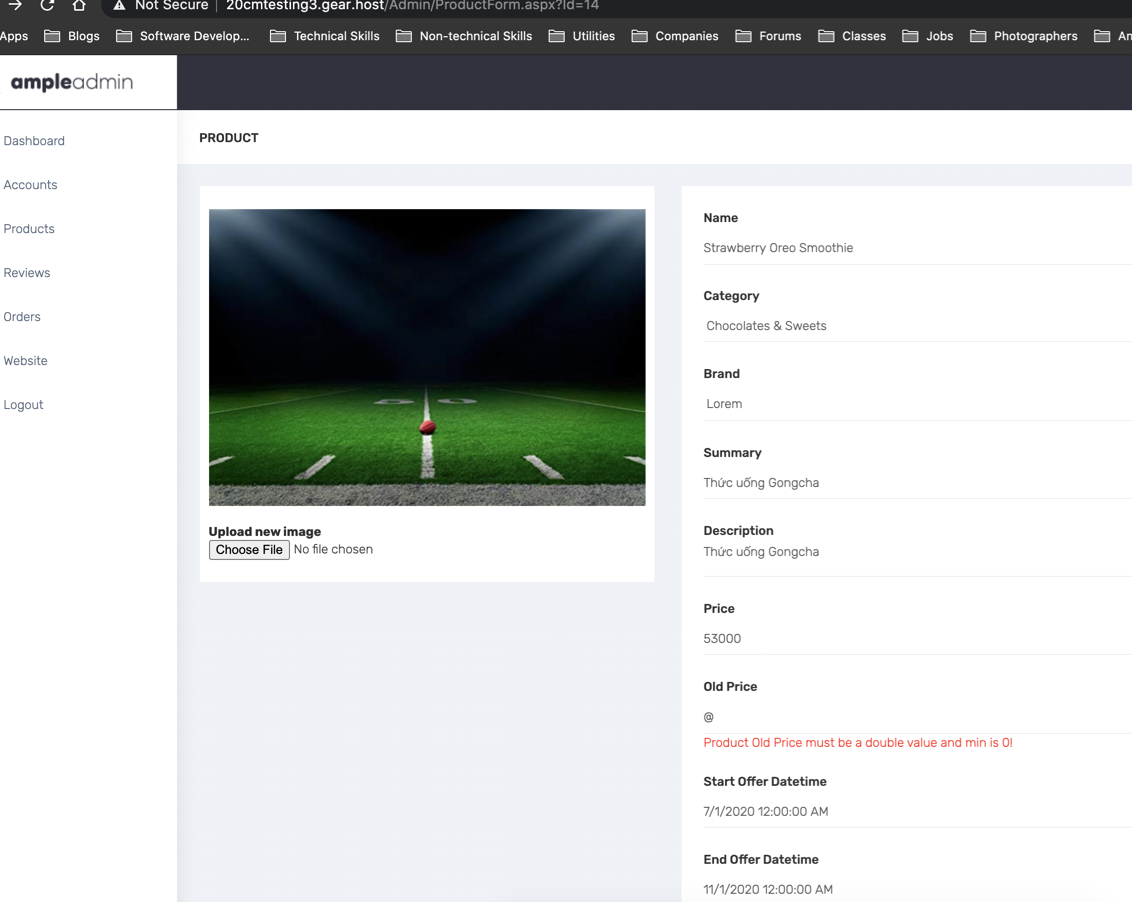 Not Secure | 20cmtesting3.gear.host/Admin/ProductForm.aspx?Id=14
Apps Blogs Software Develop... Technical Skills Non-technical Skills Utilities Companies Forums Classes Jobs Photographers
ampleadmin
Dashboard
Accounts
Products
Reviews
Orders
Website
Logout
PRODUCT
Upload new image
Choose File No file chosen
Name
Strawberry Oreo Smoothie
Category
Chocolates & Sweets
Brand
Lorem
Summary
Thức uống Gongcha
Description
Thức uống Gongcha
Price
53000
Old Price
@
Product Old Price must be a double value and min is 0!
Start Offer Datetime
7/1/2020 12:00:00 AM
End Offer Datetime
11/1/2020 12:00:00 AM